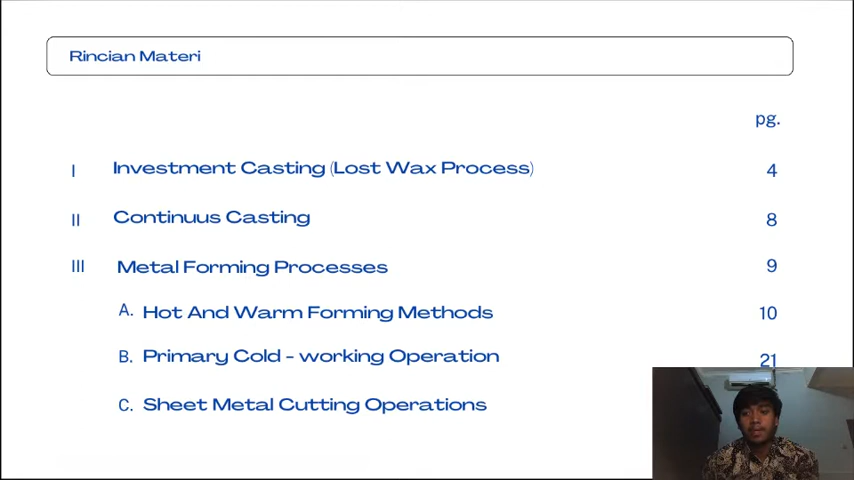 Rincian Materi
pg.
I Investment Casting (Lost Wax Process) 4
II Continuus Casting 8
III Metal Forming Processes 9
A. Hot And Warm Forming Methods 10
B. Primary Cold - working Operation 21
C. Sheet Metal Cutting Operations